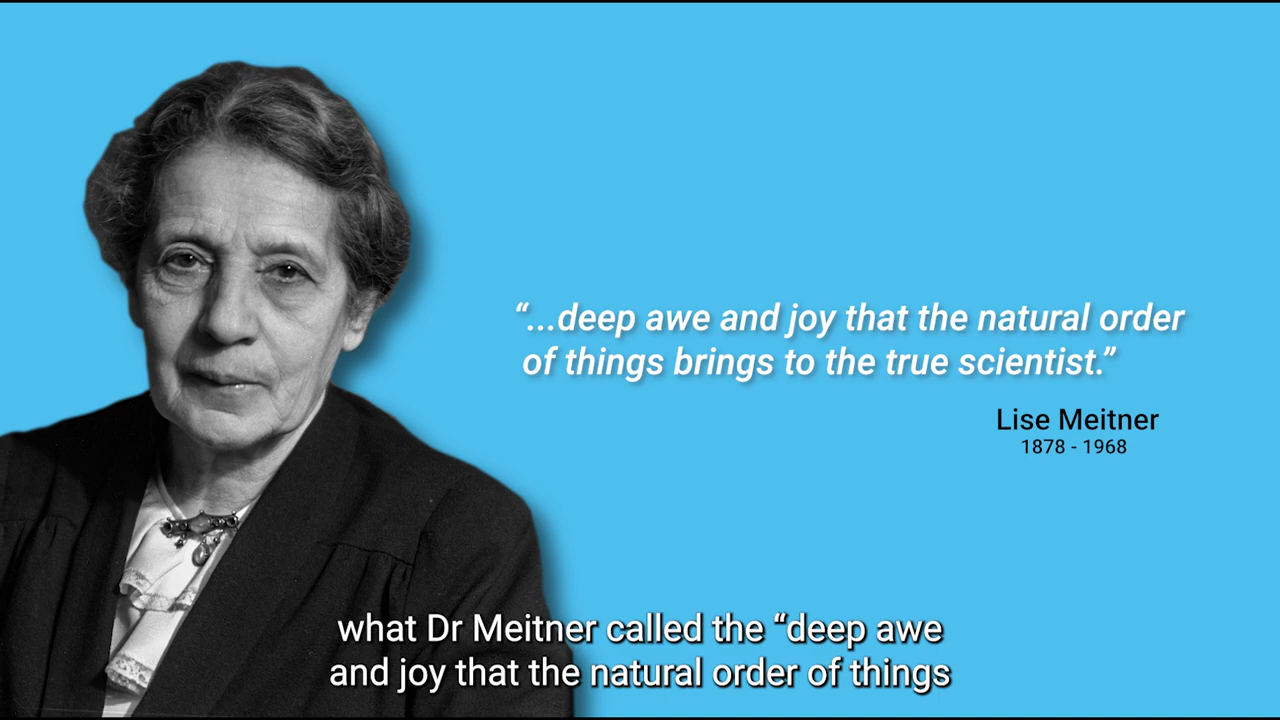 “...deep awe and joy that the natural order
of things brings to the true scientist.”
Lise Meitner
1878 - 1968
what Dr Meitner called the “deep awe
and joy that the natural order of things